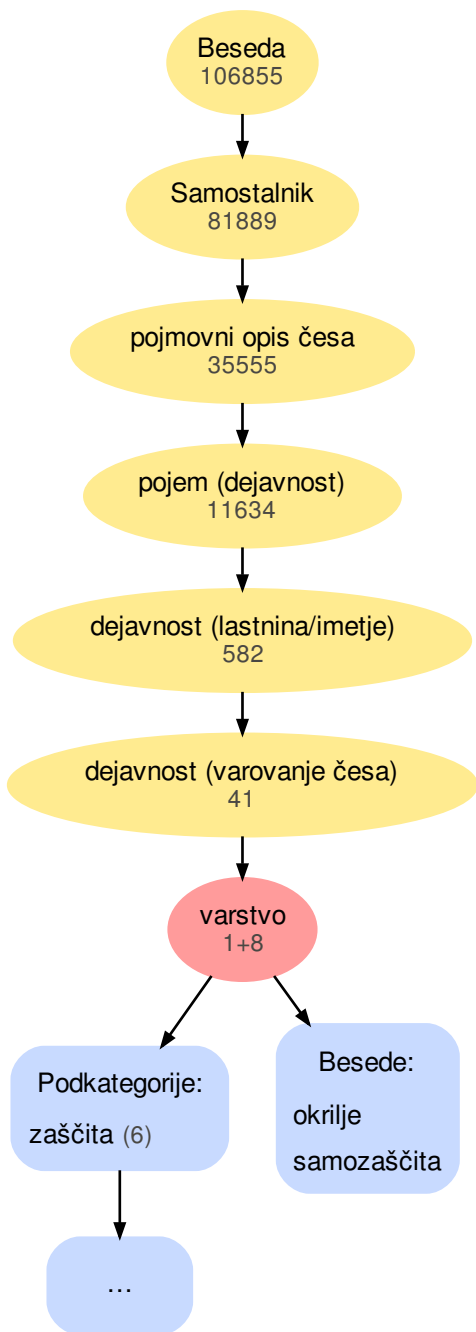 Beseda
106855
Samostalnik
81889
pojmovni opis česa
35555
pojem (dejavnost)
11634
dejavnost (lastnina/imetje)
582
dejavnost (varovanje česa)
41
varstvo
1+8
Podkategorije:
zaščita (6)
Besede:
okrilje
samozaščita
...